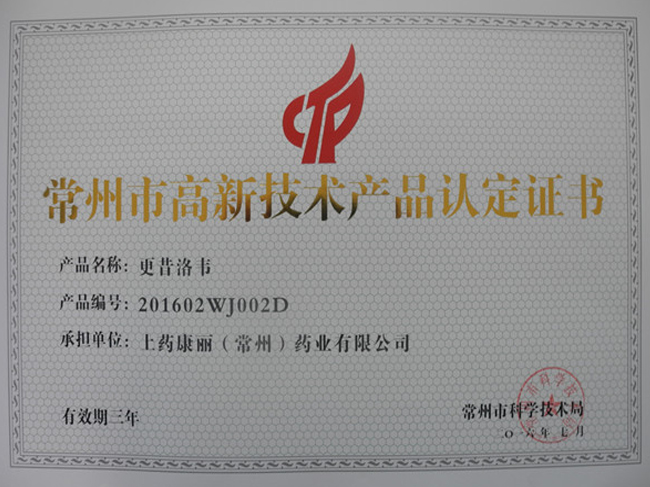 CTP
常州市高新技术产品认定证书
产品名称：更昔洛韦
产品编号：201602WJ002D
承担单位：上药康丽（常州）药业有限公司
有效期三年
常州市科学技术局
二〇一六年七月